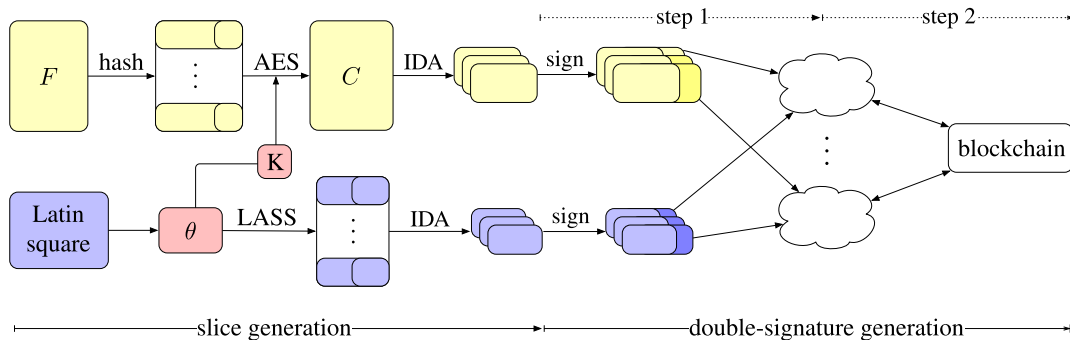 step 1
step 2
F
hash
AES
C
IDA
sign
K
blockchain
Latin
square
θ
LASS
IDA
sign
slice generation
double-signature generation